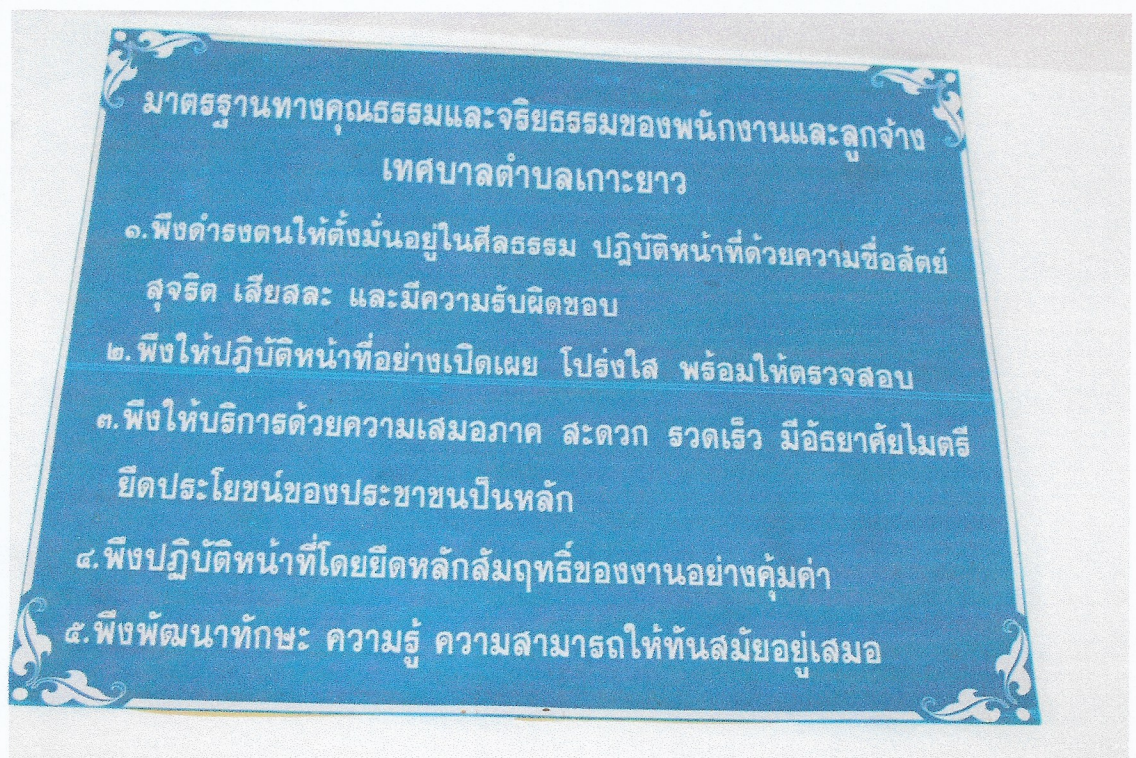 มาตรฐานทางคุณธรรมและจริยธรรมของพนักงานและลูกจ้าง
เทศบาลตำบลเกาะยาว
๑.พึงดำรงตนให้ตั้งมั่นอยู่ในศีลธรรม ปฎิบัติหน้าที่ด้วยความซื่อสัตย์
สุจริต เสียสละ และมีความรับผิดชอบ
๒.พึงให้ปฎิบัติหน้าที่อย่างเปิดเผย โปร่งใส พร้อมให้ตรวจสอบ
๓.พึงให้บริการด้วยความเสมอภาค สะดวก รวดเร็ว มีอัธยาศัยไมตรี
ยึดประโยชน์ของประชาชนป็นหลัก
๔.พึงปฏิบัติหน้าที่โดยยึดหลักสัมฤทธิ์ของงานอย่างคุ้มค่า
๕.พึงพัฒนาทักษะ ความรู้ ความสามารถให้ทันสมัยอยู่เสมอ